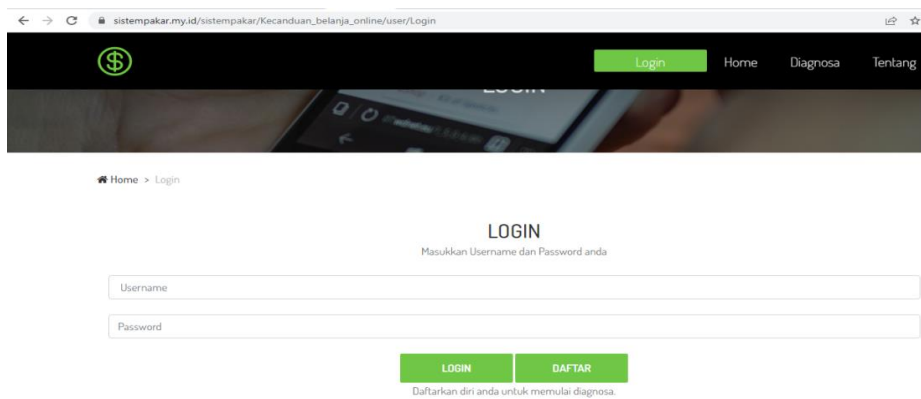 sistempakar.my.id/sistempakar/Kecanduan_belanja_online/user/Login
Login Home Diagnosa Tentang
LOGIN
Home > Login
LOGIN
Masukkan Username dan Password anda
Username
Password
LOGIN DAFTAR
Daftarkan diri anda untuk memulai diagnosa.